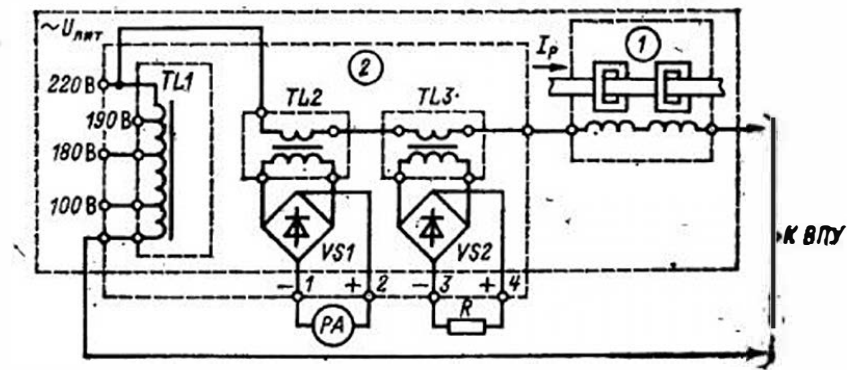 ~Uпит
Iр
1
2
220 В
TL1
TL2
TL3
190 В
180 В
100 В
VS1
VS2
К ВПУ
− 1 + 2 − 3 + 4
PA
R